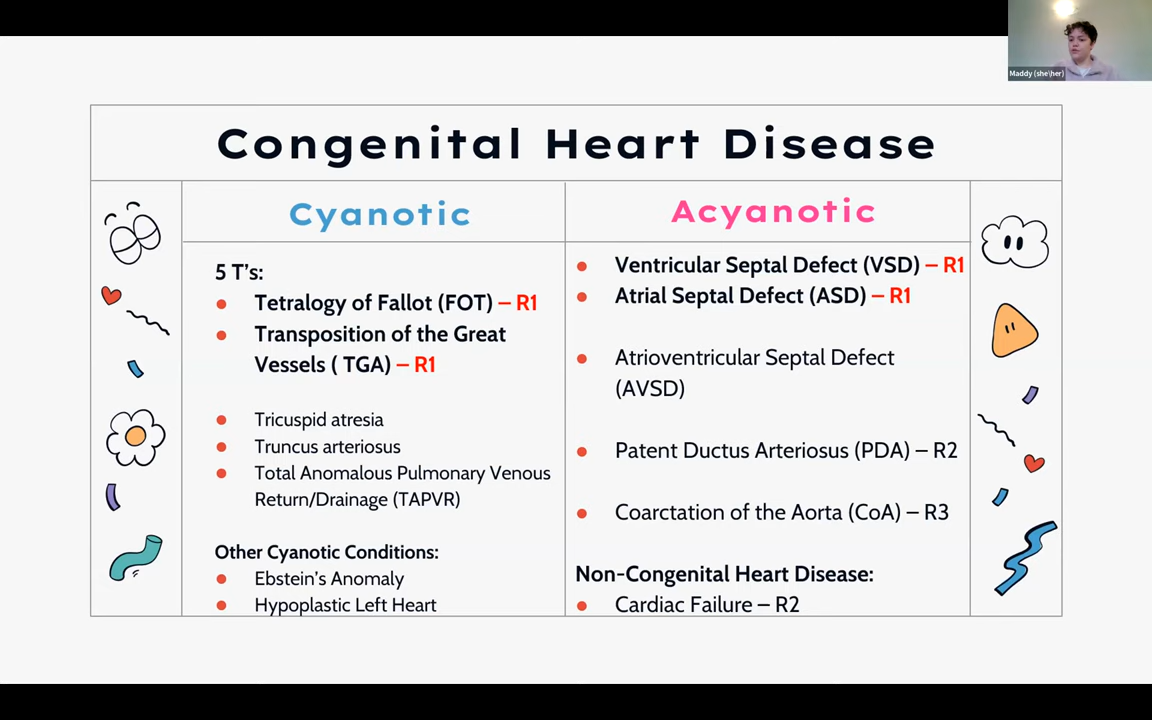 Maddy (she\her)
Congenital Heart Disease
Cyanotic
5 T's:
Tetralogy of Fallot (FOT) – R1
Transposition of the Great
Vessels ( TGA) – R1
Tricuspid atresia
Truncus arteriosus
Total Anomalous Pulmonary Venous
Return/Drainage (TAPVR)
Other Cyanotic Conditions:
Ebstein's Anomaly
Hypoplastic Left Heart
Acyanotic
Ventricular Septal Defect (VSD) – R1
Atrial Septal Defect (ASD) – R1
Atrioventricular Septal Defect
(AVSD)
Patent Ductus Arteriosus (PDA) – R2
Coarctation of the Aorta (CoA) – R3
Non-Congenital Heart Disease:
Cardiac Failure – R2